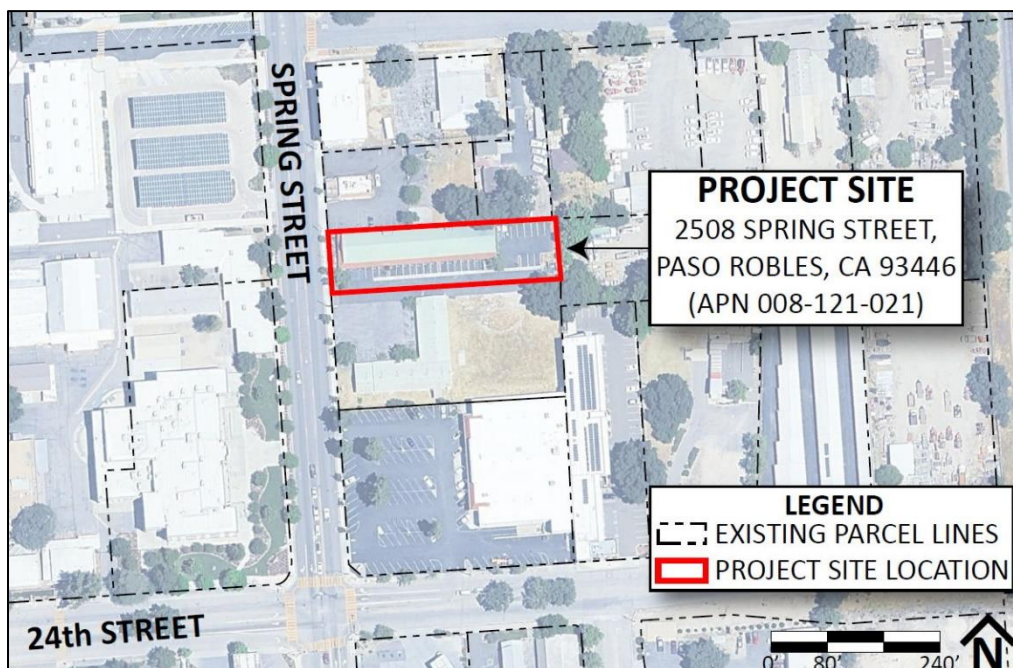 SPRING STREET
PROJECT SITE
2508 SPRING STREET,
PASO ROBLES, CA 93446
(APN 008-121-021)
LEGEND
EXISTING PARCEL LINES
PROJECT SITE LOCATION
24th STREET
0' 80' 240'
N